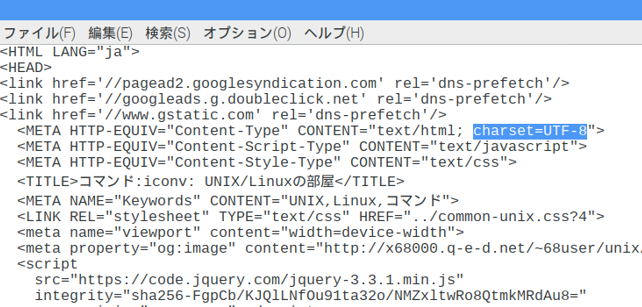 ファイル(F) 編集(E) 検索(S) オプション(O) ヘルプ(H)
<HTML LANG="ja">
<HEAD>
<link href='//pagead2.googlesyndication.com' rel='dns-prefetch'/>
<link href='//googleads.g.doubleclick.net' rel='dns-prefetch'/>
<link href='//www.gstatic.com' rel='dns-prefetch'/>
<META HTTP-EQUIV="Content-Type" CONTENT="text/html; charset=UTF-8">
<META HTTP-EQUIV="Content-Script-Type" CONTENT="text/javascript">
<META HTTP-EQUIV="Content-Style-Type" CONTENT="text/css">
<TITLE>コマンド:iconv: UNIX/Linuxの部屋</TITLE>
<META NAME="Keywords" CONTENT="UNIX,Linux,コマンド">
<LINK REL="stylesheet" TYPE="text/css" HREF="../common-unix.css?4">
<meta name="viewport" content="width=device-width">
<meta property="og:image" content="http://x68000.q-e-d.net/~68user/unix/
<script
src="https://code.jquery.com/jquery-3.3.1.min.js"
integrity="sha256-FgpCb/KJQlLNfOu91ta32o/NMZxltwRo8QtmkMRdAu8="